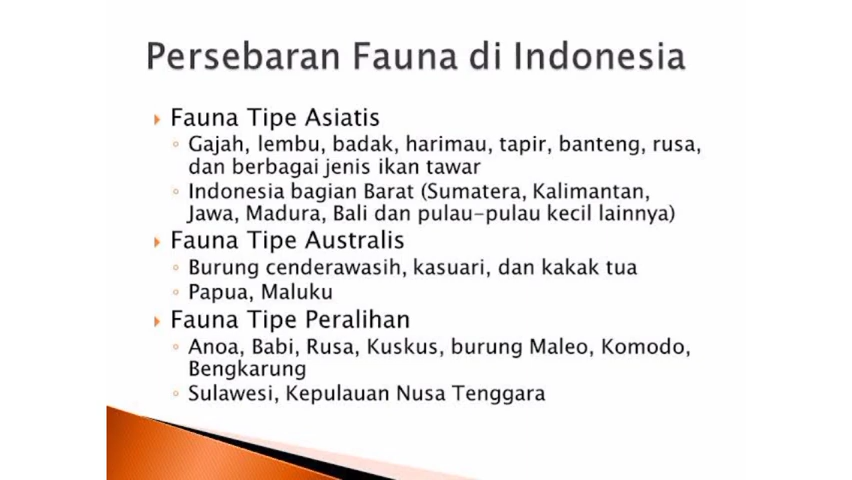 Persebaran Fauna di Indonesia
Fauna Tipe Asiatis
Gajah, lembu, badak, harimau, tapir, banteng, rusa,
dan berbagai jenis ikan tawar
Indonesia bagian Barat (Sumatera, Kalimantan,
Jawa, Madura, Bali dan pulau-pulau kecil lainnya)
Fauna Tipe Australis
Burung cenderawasih, kasuari, dan kakak tua
Papua, Maluku
Fauna Tipe Peralihan
Anoa, Babi, Rusa, Kuskus, burung Maleo, Komodo,
Bengkarung
Sulawesi, Kepulauan Nusa Tenggara